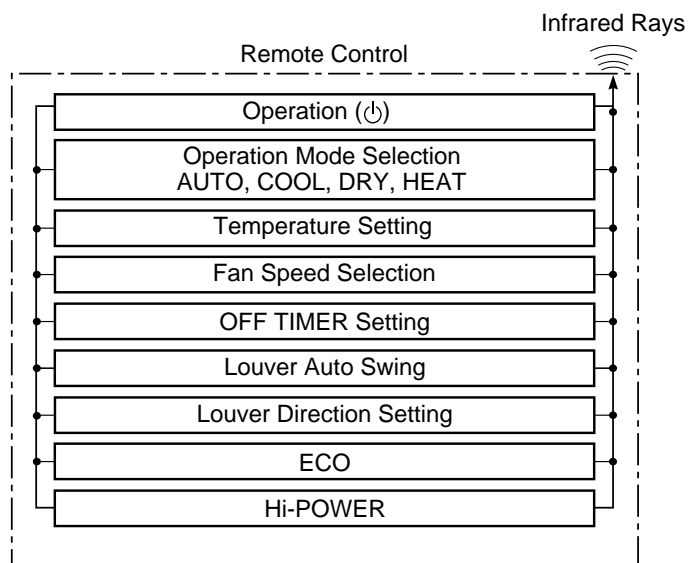 Infrared Rays
Remote Control
Operation (⏻)
Operation Mode Selection
AUTO, COOL, DRY, HEAT
Temperature Setting
Fan Speed Selection
OFF TIMER Setting
Louver Auto Swing
Louver Direction Setting
ECO
Hi-POWER